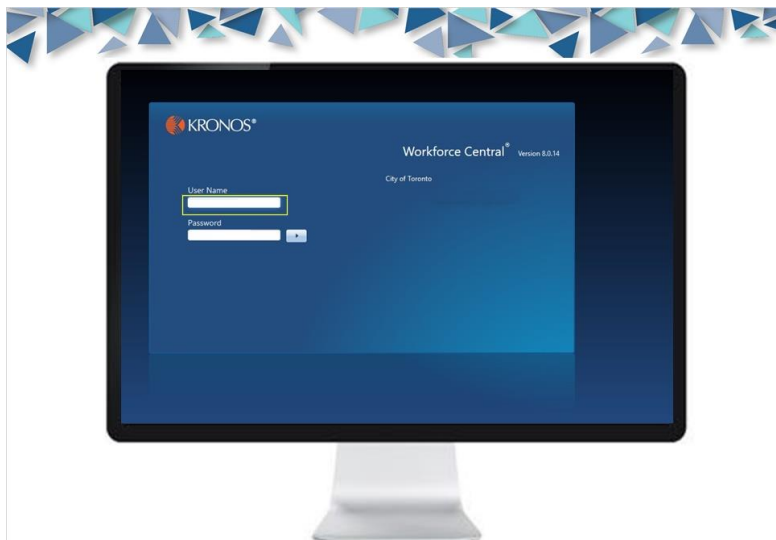 KRONOS®
Workforce Central® Version 8.0.14
City of Toronto
User Name
Password